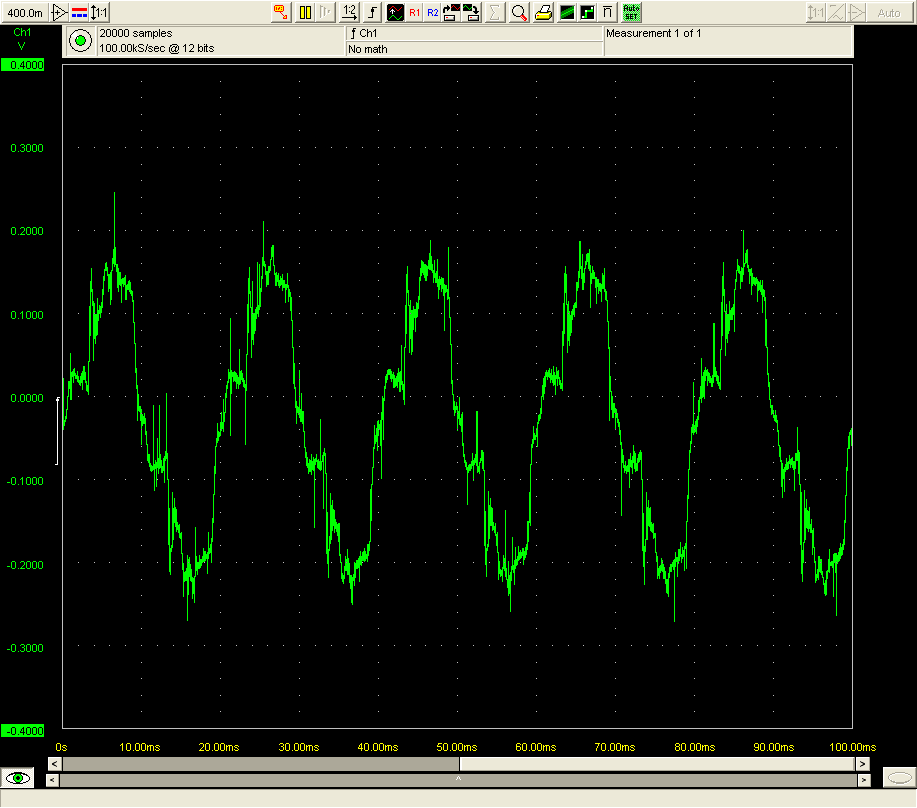 400.0m 1:1 1:2 R1 R2 Auto SET 1:1 Auto
Ch1 20000 samples ƒ Ch1 Measurement 1 of 1
V 100.00kS/sec @ 12 bits No math
0.4000
0.3000
0.2000
0.1000
0.0000
-0.1000
-0.2000
-0.3000
-0.4000
0s 10.00ms 20.00ms 30.00ms 40.00ms 50.00ms 60.00ms 70.00ms 80.00ms 90.00ms 100.00ms